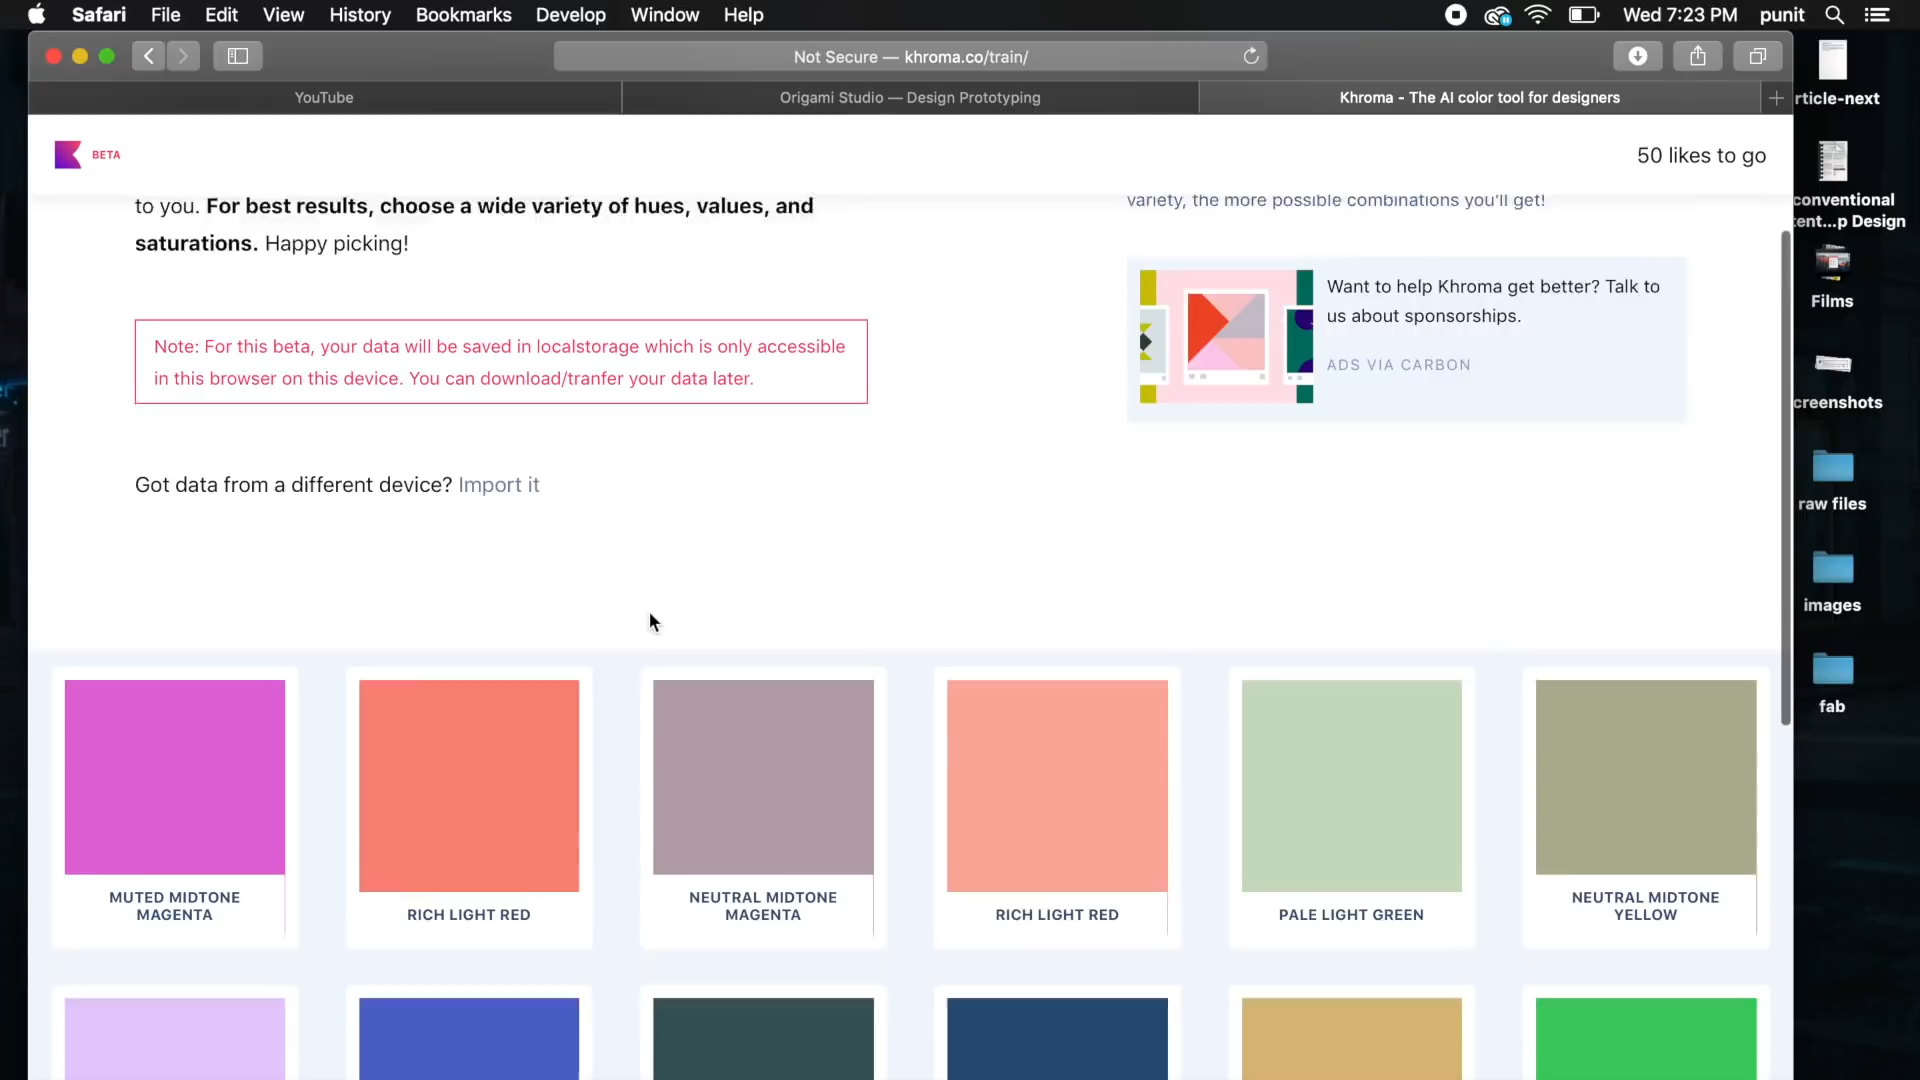 Safari File Edit View History Bookmarks Develop Window Help
Wed 7:23 PM punit
Not Secure — khroma.co/train/
YouTube
Origami Studio — Design Prototyping
Khroma - The AI color tool for designers
rticle-next
BETA
50 likes to go
to you. For best results, choose a wide variety of hues, values, and
saturations. Happy picking!
variety, the more possible combinations you'll get!
conventional
tent...p Design
Want to help Khroma get better? Talk to
us about sponsorships.
ADS VIA CARBON
Films
Note: For this beta, your data will be saved in localstorage which is only accessible
in this browser on this device. You can download/tranfer your data later.
creenshots
Got data from a different device? Import it
raw files
images
fab
MUTED MIDTONE
MAGENTA
RICH LIGHT RED
NEUTRAL MIDTONE
MAGENTA
RICH LIGHT RED
PALE LIGHT GREEN
NEUTRAL MIDTONE
YELLOW